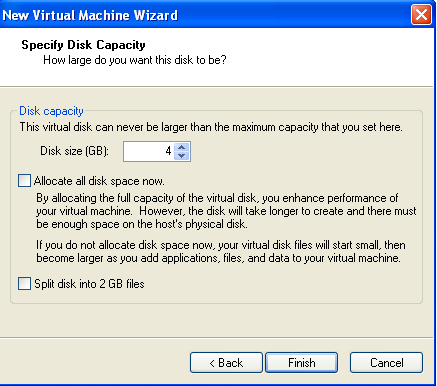 New Virtual Machine Wizard
Specify Disk Capacity
How large do you want this disk to be?
Disk capacity
This virtual disk can never be larger than the maximum capacity that you set here.
Disk size (GB): 4
Allocate all disk space now.
By allocating the full capacity of the virtual disk, you enhance performance of
your virtual machine. However, the disk will take longer to create and there must
be enough space on the host's physical disk.
If you do not allocate disk space now, your virtual disk files will start small, then
become larger as you add applications, files, and data to your virtual machine.
Split disk into 2 GB files
< Back Finish Cancel